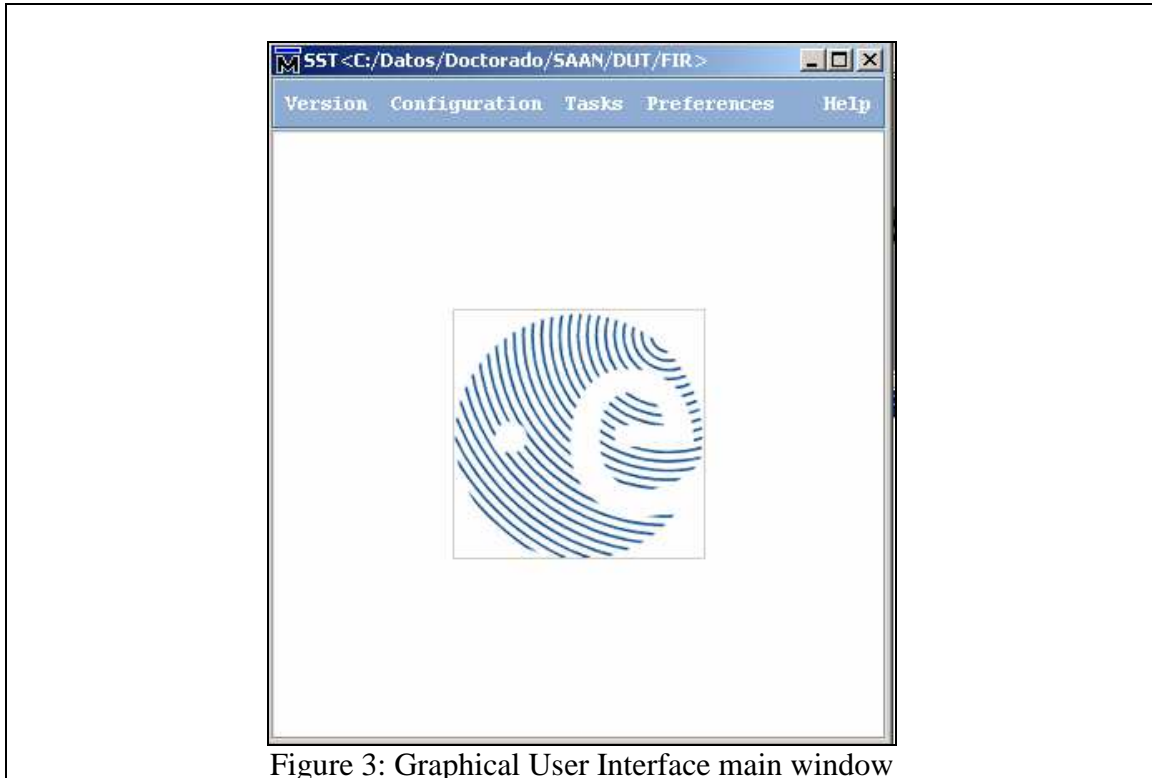 SST<C:/Datos/Doctorado/SAAN/DUT/FIR>
Version Configuration Tasks Preferences Help
Figure 3: Graphical User Interface main window